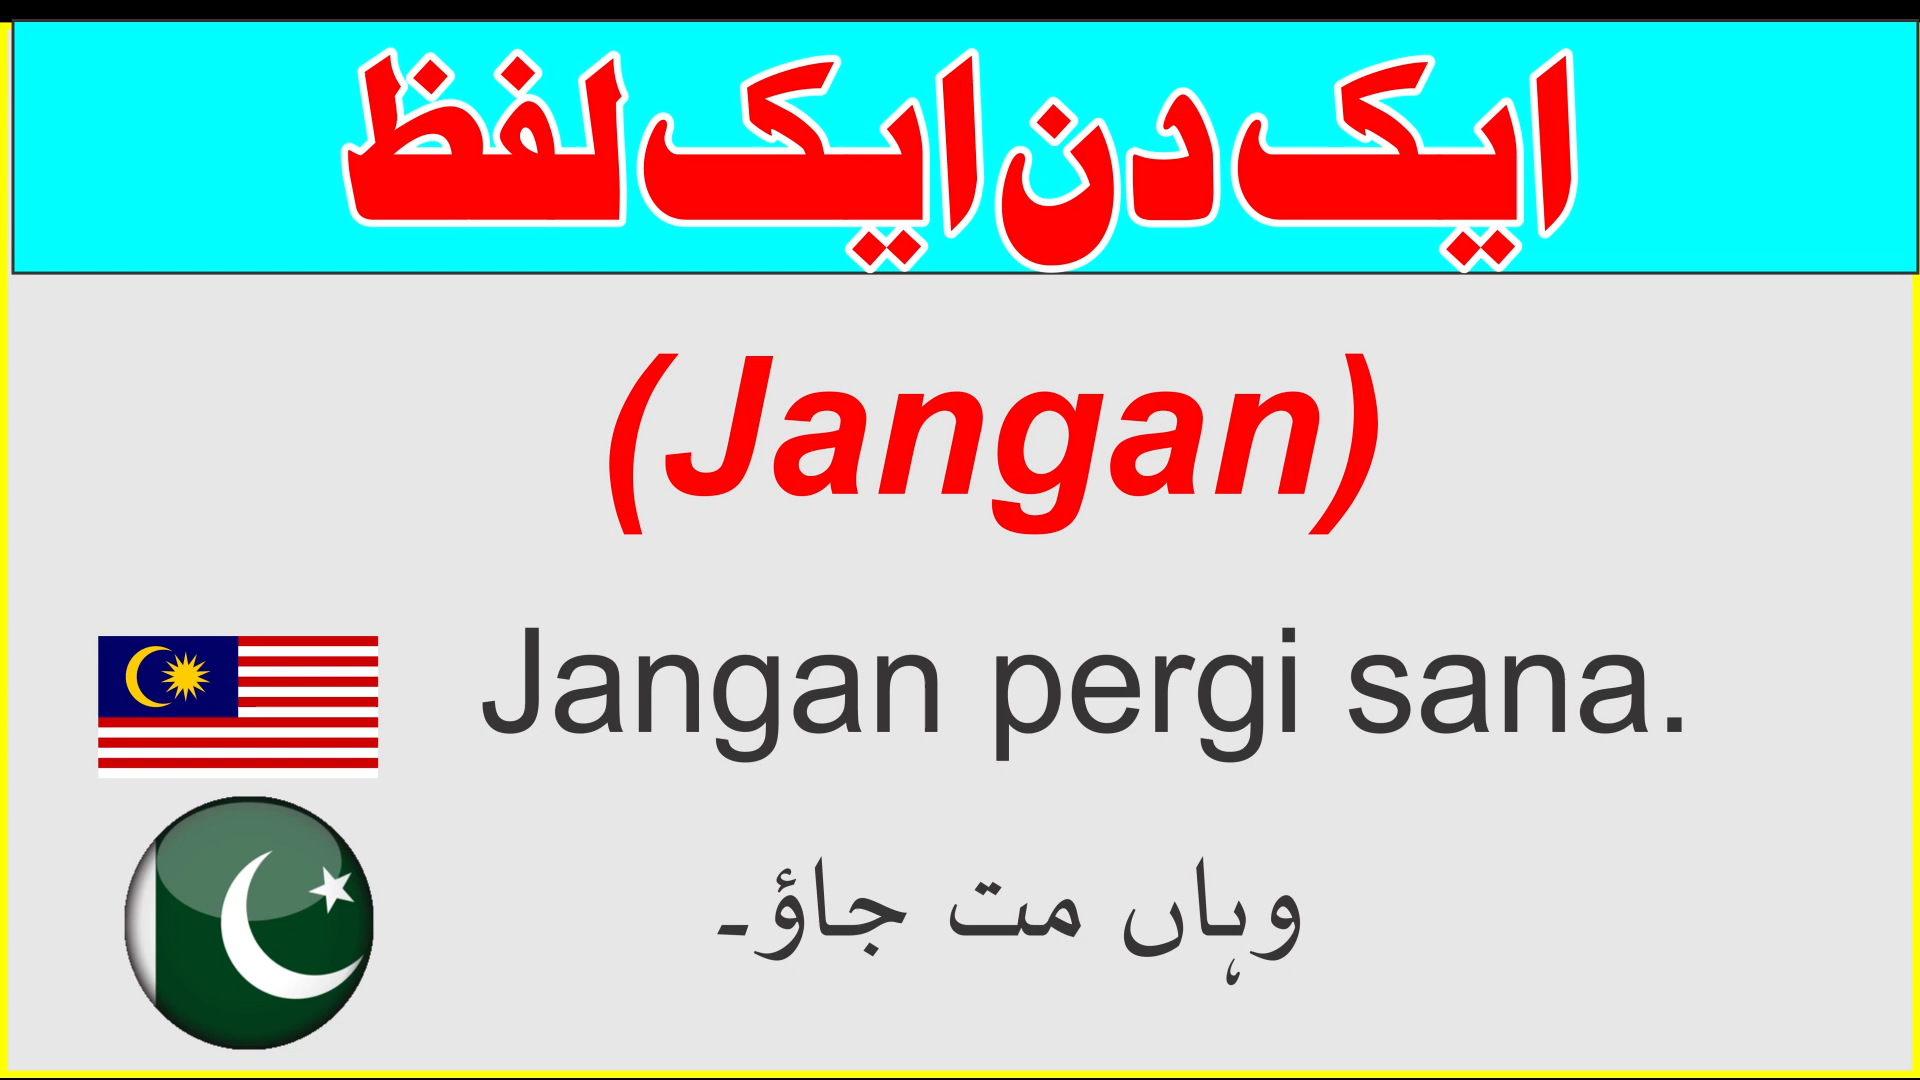 ایک دن ایک لفظ
(Jangan)
Jangan pergi sana.
وہاں مت جاؤ۔